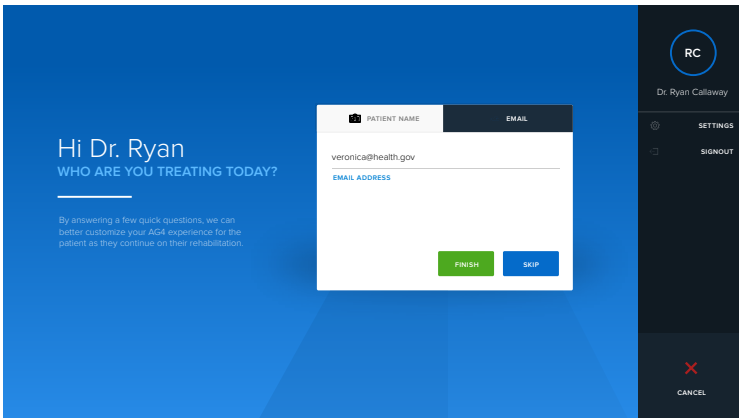 Hi Dr. Ryan
WHO ARE YOU TREATING TODAY?
By answering a few quick questions, we can
better customize your AG4 experience for the
patient as they continue on their rehabilitation.
PATIENT NAME
EMAIL
veronica@health.gov
EMAIL ADDRESS
FINISH
SKIP
RC
Dr. Ryan Callaway
SETTINGS
SIGNOUT
CANCEL